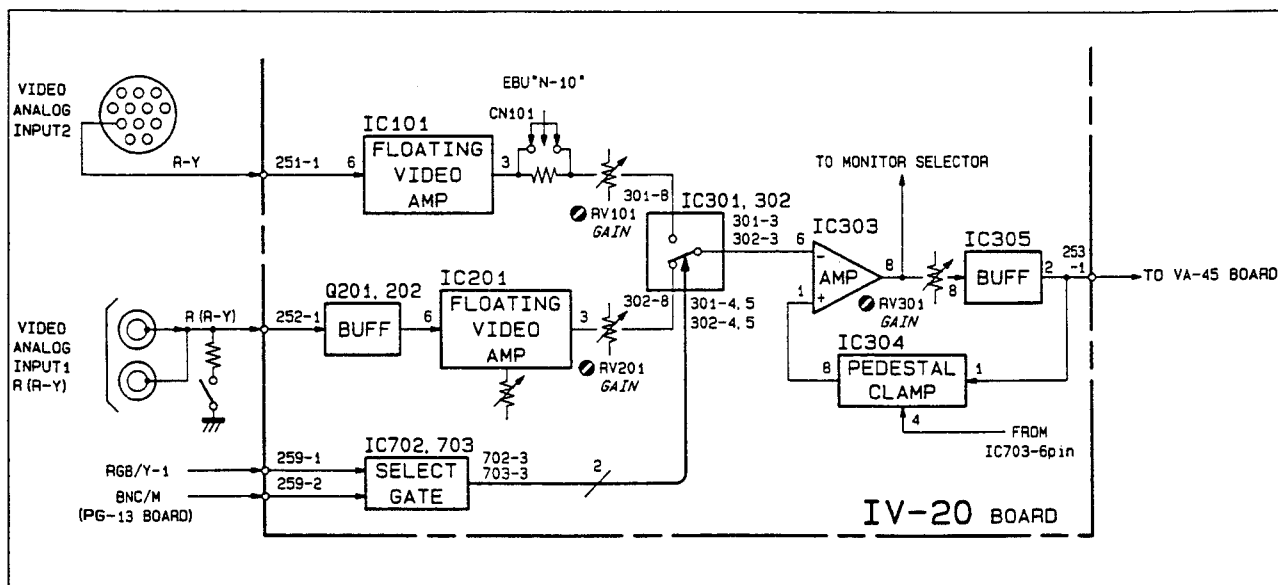 VIDEO
ANALOG
INPUT2
R-Y
251-1
6
IC101
FLOATING
VIDEO
AMP
3
EBU"N-10"
CN101
RV101
GAIN
301-8
IC301, 302
301-3
302-3
TO MONITOR SELECTOR
6
IC303
-
AMP
+
1
8
RV301
GAIN
8
IC305
BUFF
2
253
-1
TO VA-45 BOARD
VIDEO
ANALOG
INPUT1
R(R-Y)
R(R-Y)
252-1
Q201, 202
BUFF
6
IC201
FLOATING
VIDEO
AMP
3
RV201
GAIN
302-8
301-4, 5
302-4, 5
IC304
8
PEDESTAL
CLAMP
1
4
FROM
IC703-6pin
RGB/Y-1
BNC/M
(PG-13 BOARD)
259-1
259-2
IC702, 703
SELECT
GATE
702-3
703-3
2
IV-20 BOARD